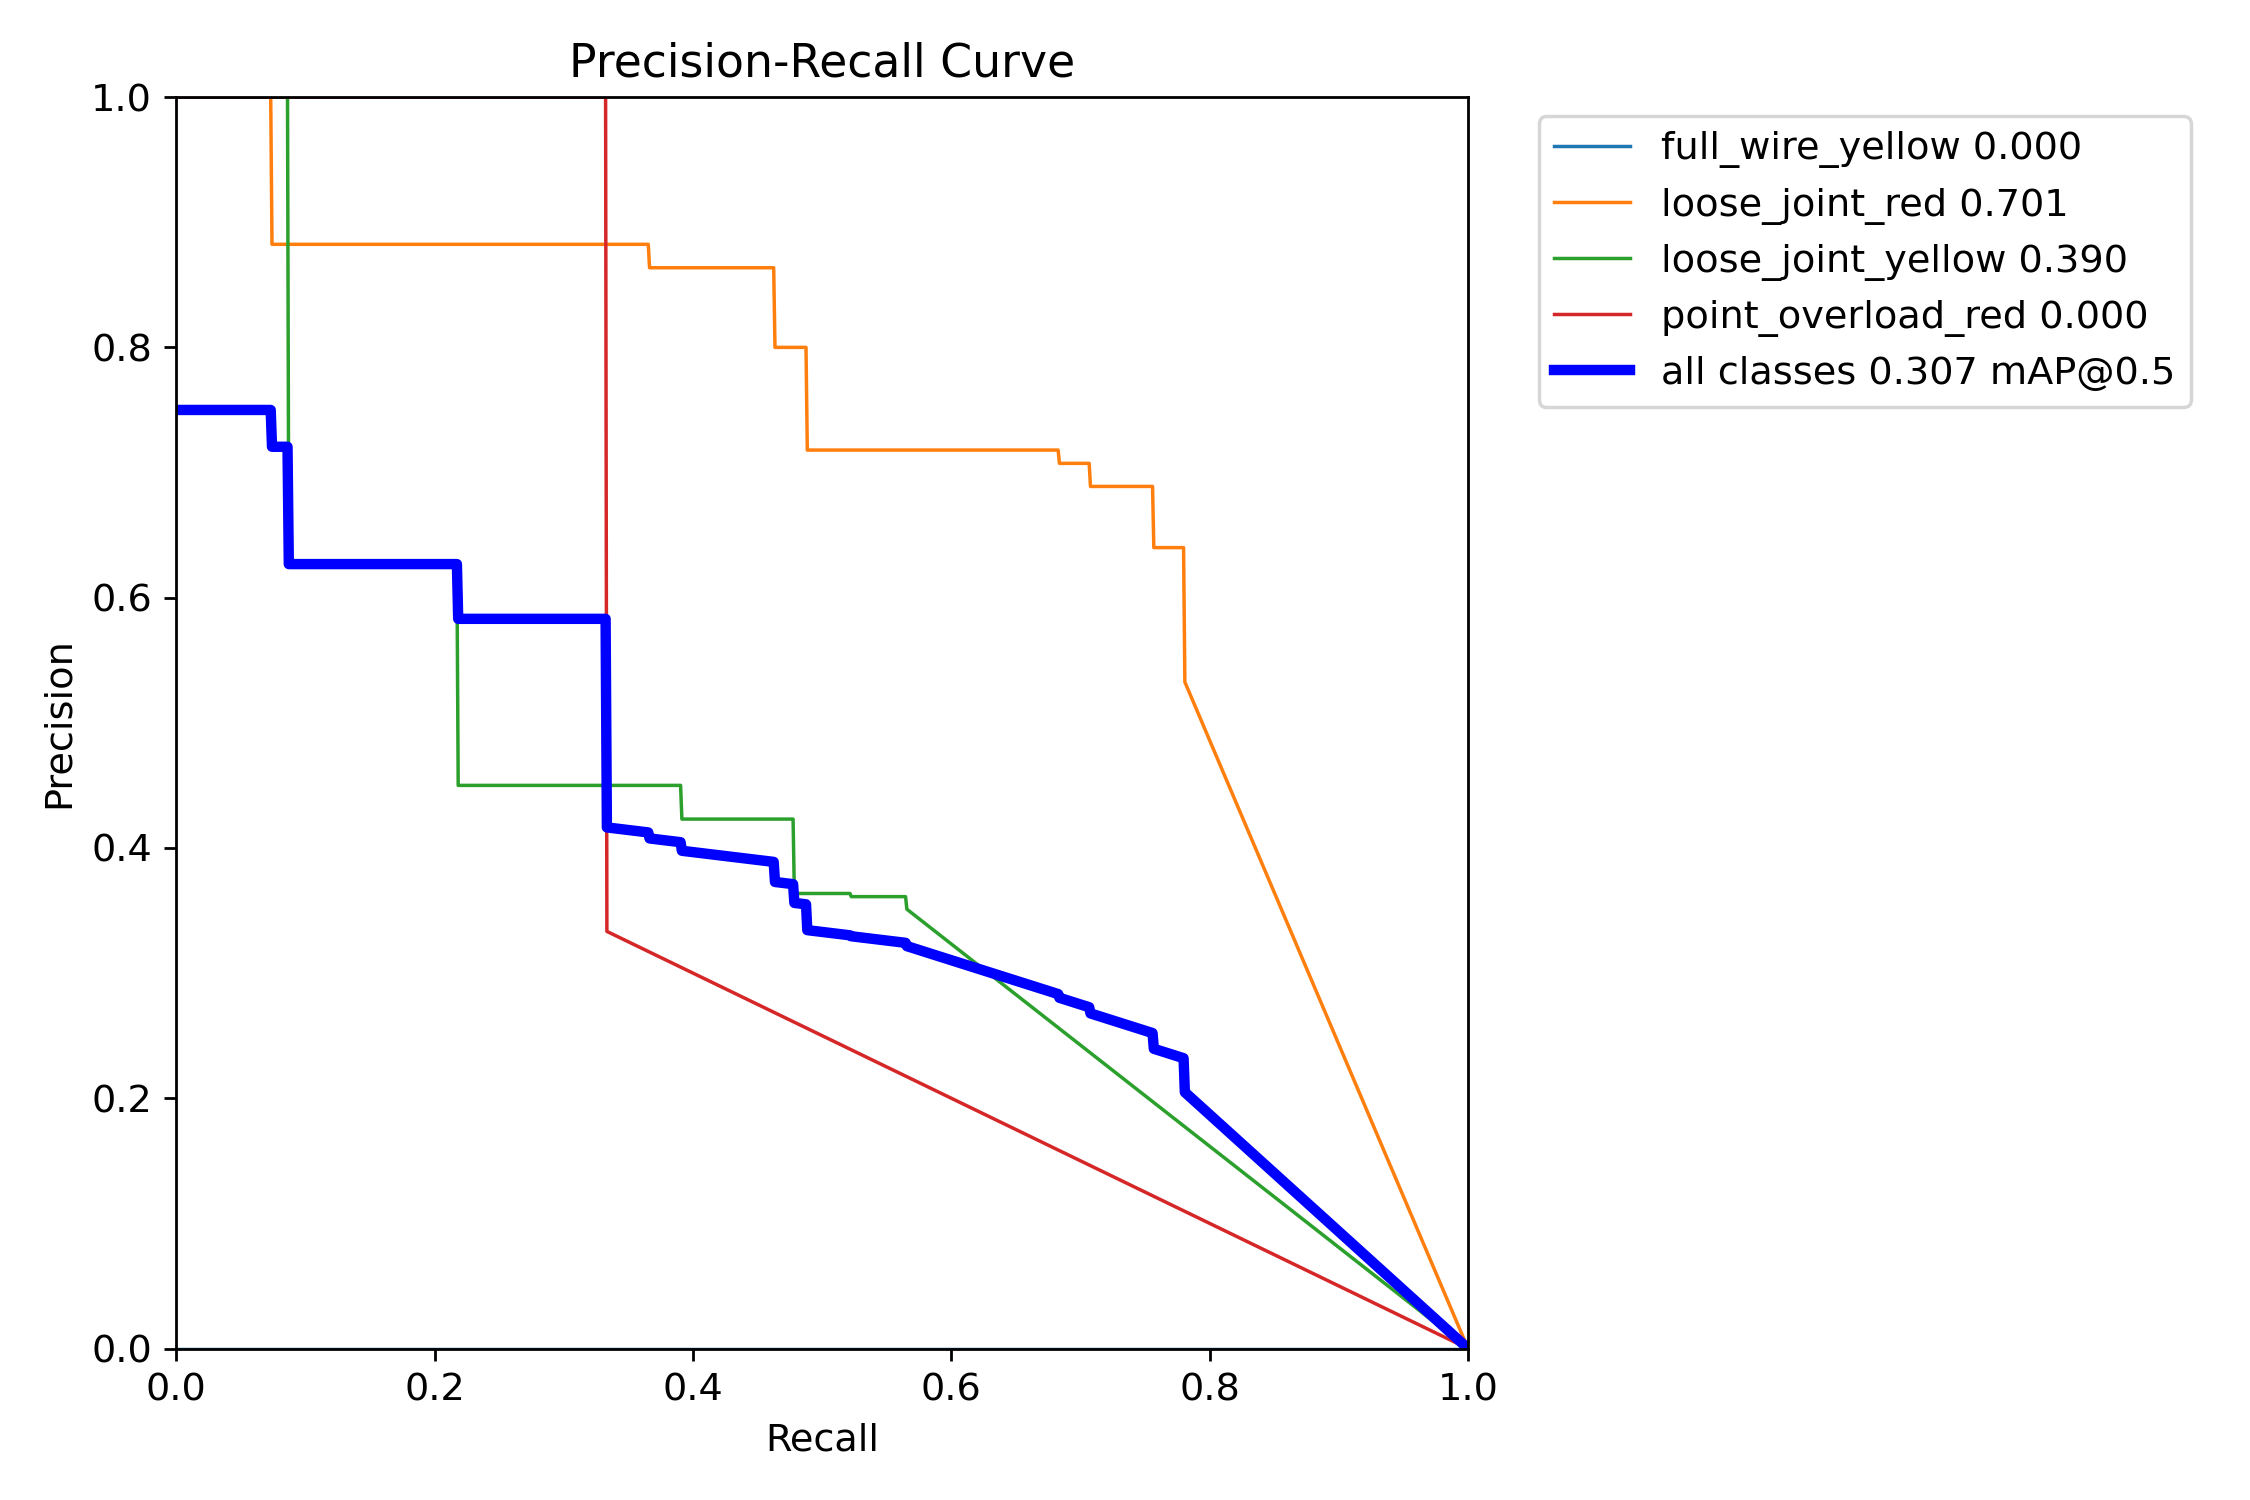 Precision-Recall Curve
1.0
0.8
0.6
0.4
0.2
0.0
Precision
0.0 0.2 0.4 0.6 0.8 1.0
Recall
full_wire_yellow 0.000
loose_joint_red 0.701
loose_joint_yellow 0.390
point_overload_red 0.000
all classes 0.307 mAP@0.5